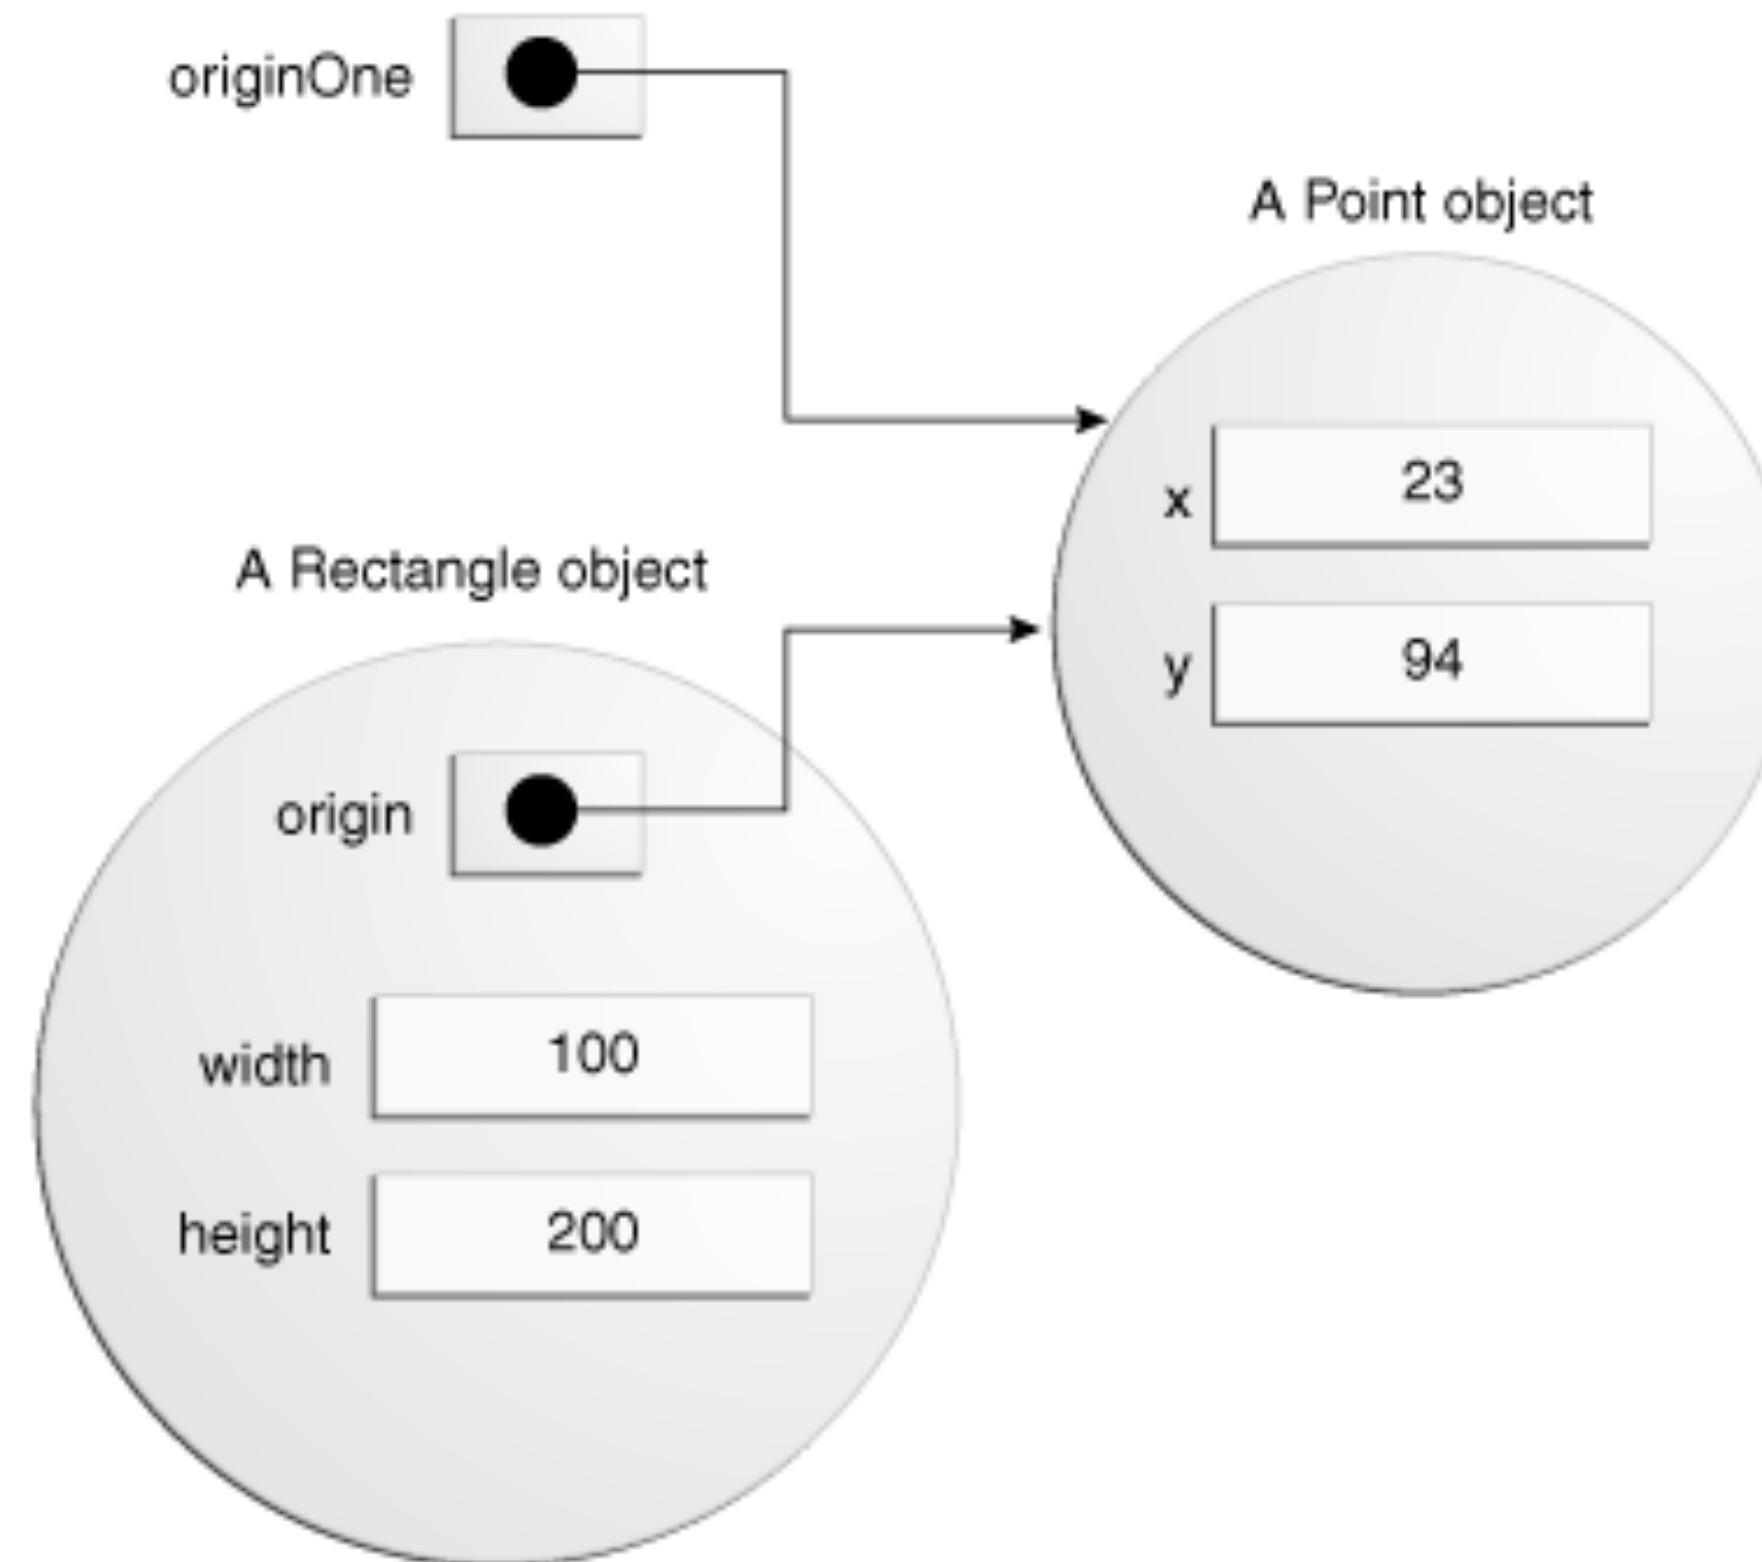 originOne
A Point object
x 23
y 94
A Rectangle object
origin
width 100
height 200